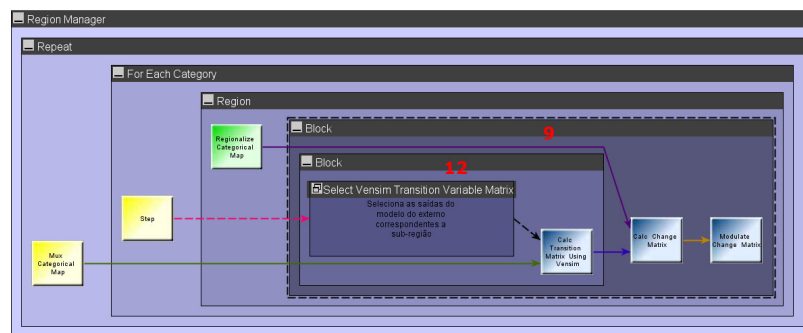 Region Manager
Repeat
For Each Category
Region
Block
9
Regionalize
Categorical
Map
Block
12
Select Vensim Transition Variable Matrix
Seleciona as saídas do
modelo do externo
correspondentes a
sub-região
Step
Calc
Transition
Matrix Using
Vensim
Calc Change
Matrix
Modulate
Change Matrix
Mux
Categorical
Map